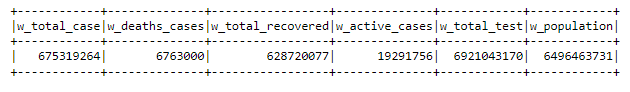 +------------+--------------+-----------------+--------------+------------+------------+
|w_total_case|w_deaths_cases|w_total_recovered|w_active_cases|w_total_test|w_population|
+------------+--------------+-----------------+--------------+------------+------------+
|   675319264|       6763000|        628720077|      19291756|  6921043170|  6496463731|
+------------+--------------+-----------------+--------------+------------+------------+